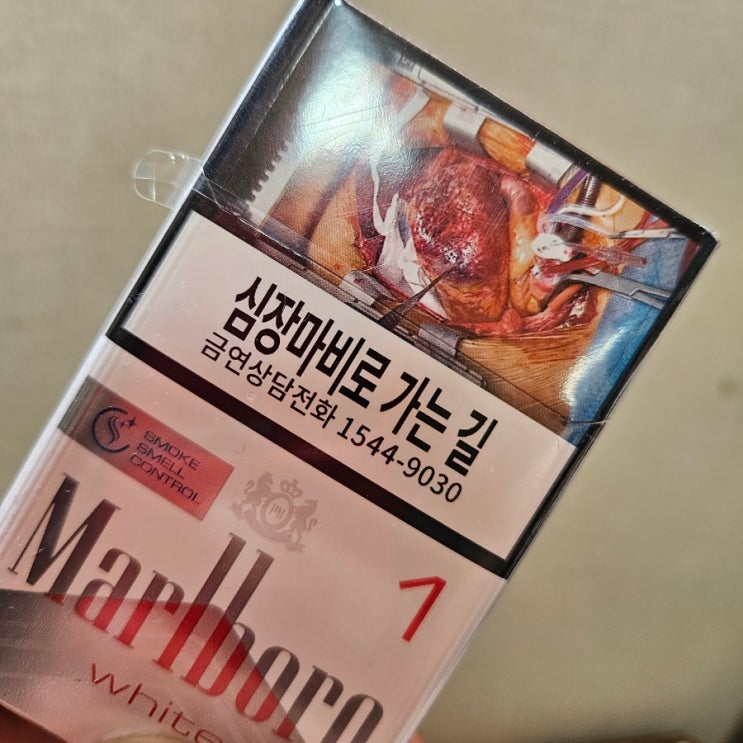 심장마비로 가는 길
금연상담전화 1544-9030
SMOKE
SMELL
CONTROL
1
Marlboro
white